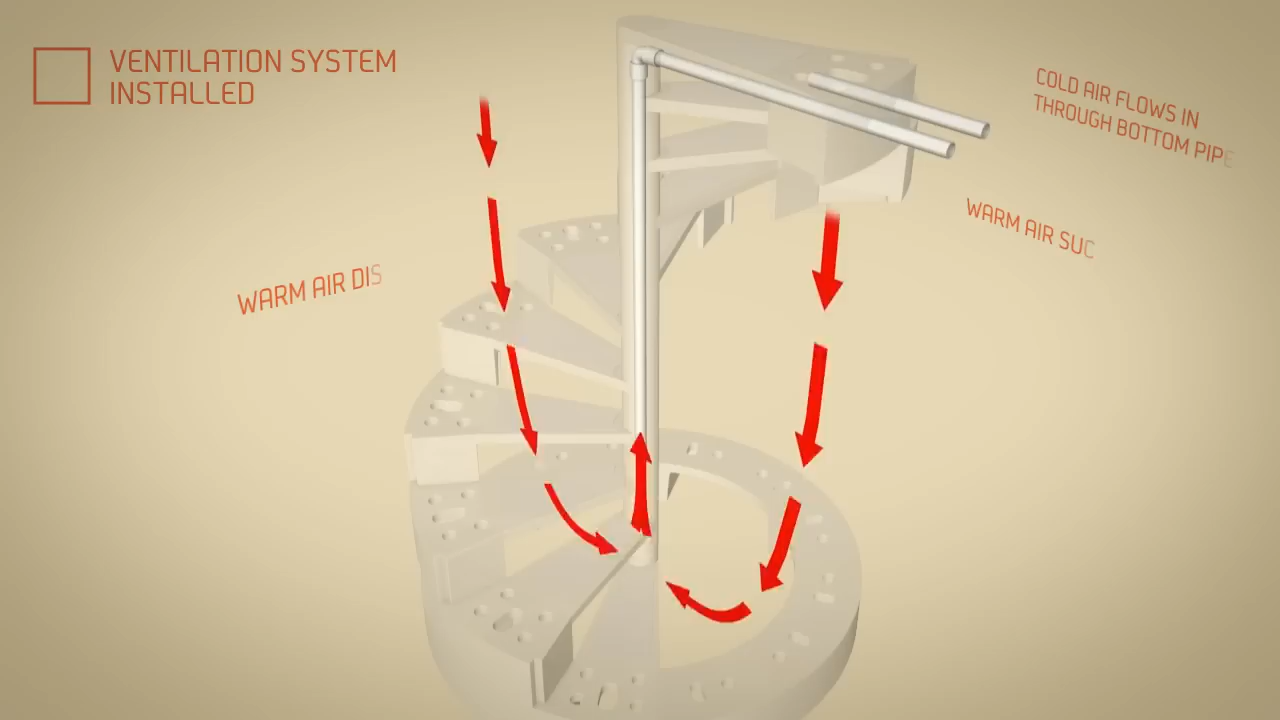 VENTILATION SYSTEM
INSTALLED
COLD AIR FLOWS IN
THROUGH BOTTOM PIPE
WARM AIR SUC
WARM AIR DIS